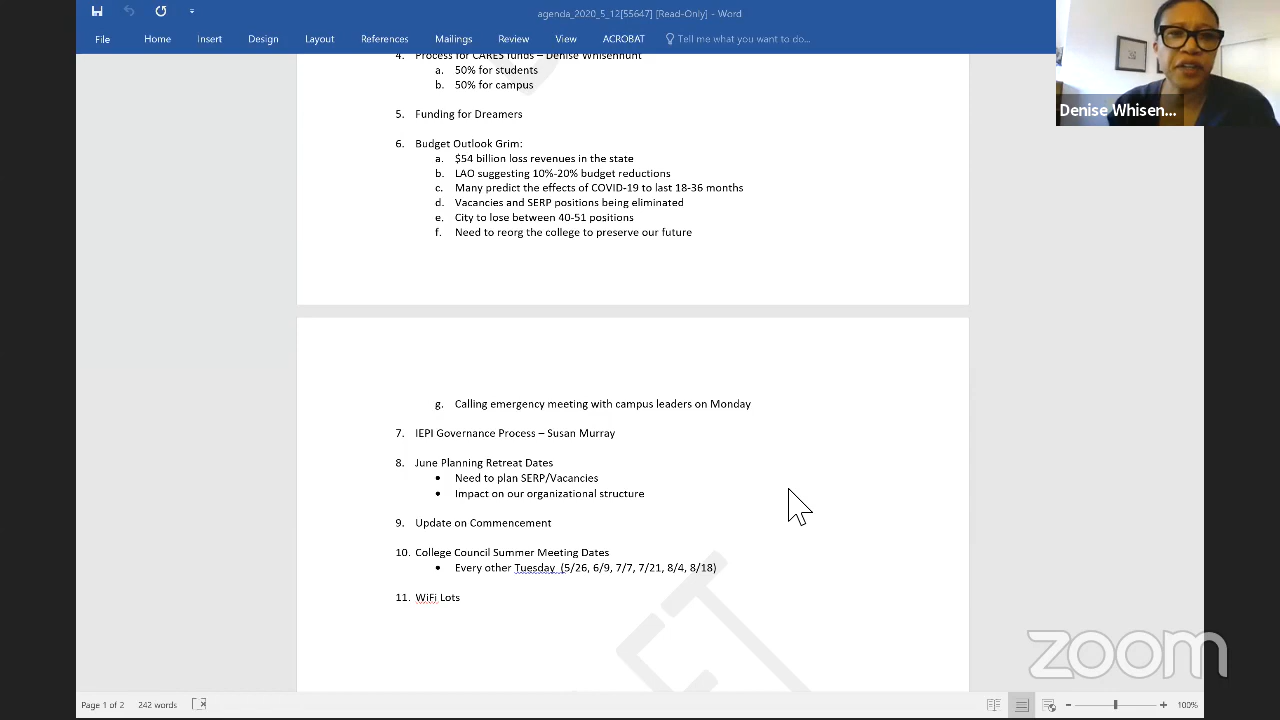 agenda_2020_5_12[55647] [Read-Only] - Word
File Home Insert Design Layout References Mailings Review View ACROBAT Tell me what you want to do...
Denise Whisen...
4. Process for CARES funds – Denise Whisenhunt
a. 50% for students
b. 50% for campus
5. Funding for Dreamers
6. Budget Outlook Grim:
a. $54 billion loss revenues in the state
b. LAO suggesting 10%-20% budget reductions
c. Many predict the effects of COVID-19 to last 18-36 months
d. Vacancies and SERP positions being eliminated
e. City to lose between 40-51 positions
f. Need to reorg the college to preserve our future
g. Calling emergency meeting with campus leaders on Monday
7. IEPI Governance Process – Susan Murray
8. June Planning Retreat Dates
• Need to plan SERP/Vacancies
• Impact on our organizational structure
9. Update on Commencement
10. College Council Summer Meeting Dates
• Every other Tuesday (5/26, 6/9, 7/7, 7/21, 8/4, 8/18)
11. WiFi Lots
zoom
Page 1 of 2 242 words 100%